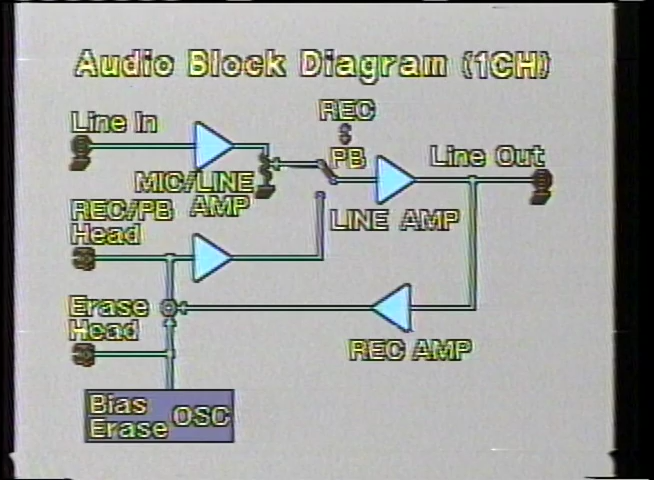 Audio Block Diagram (1CH)
REC
Line In
PB
Line Out
MIC/LINE
AMP
REC/PB
Head
LINE AMP
Erase
Head
REC AMP
Bias
Erase
OSC